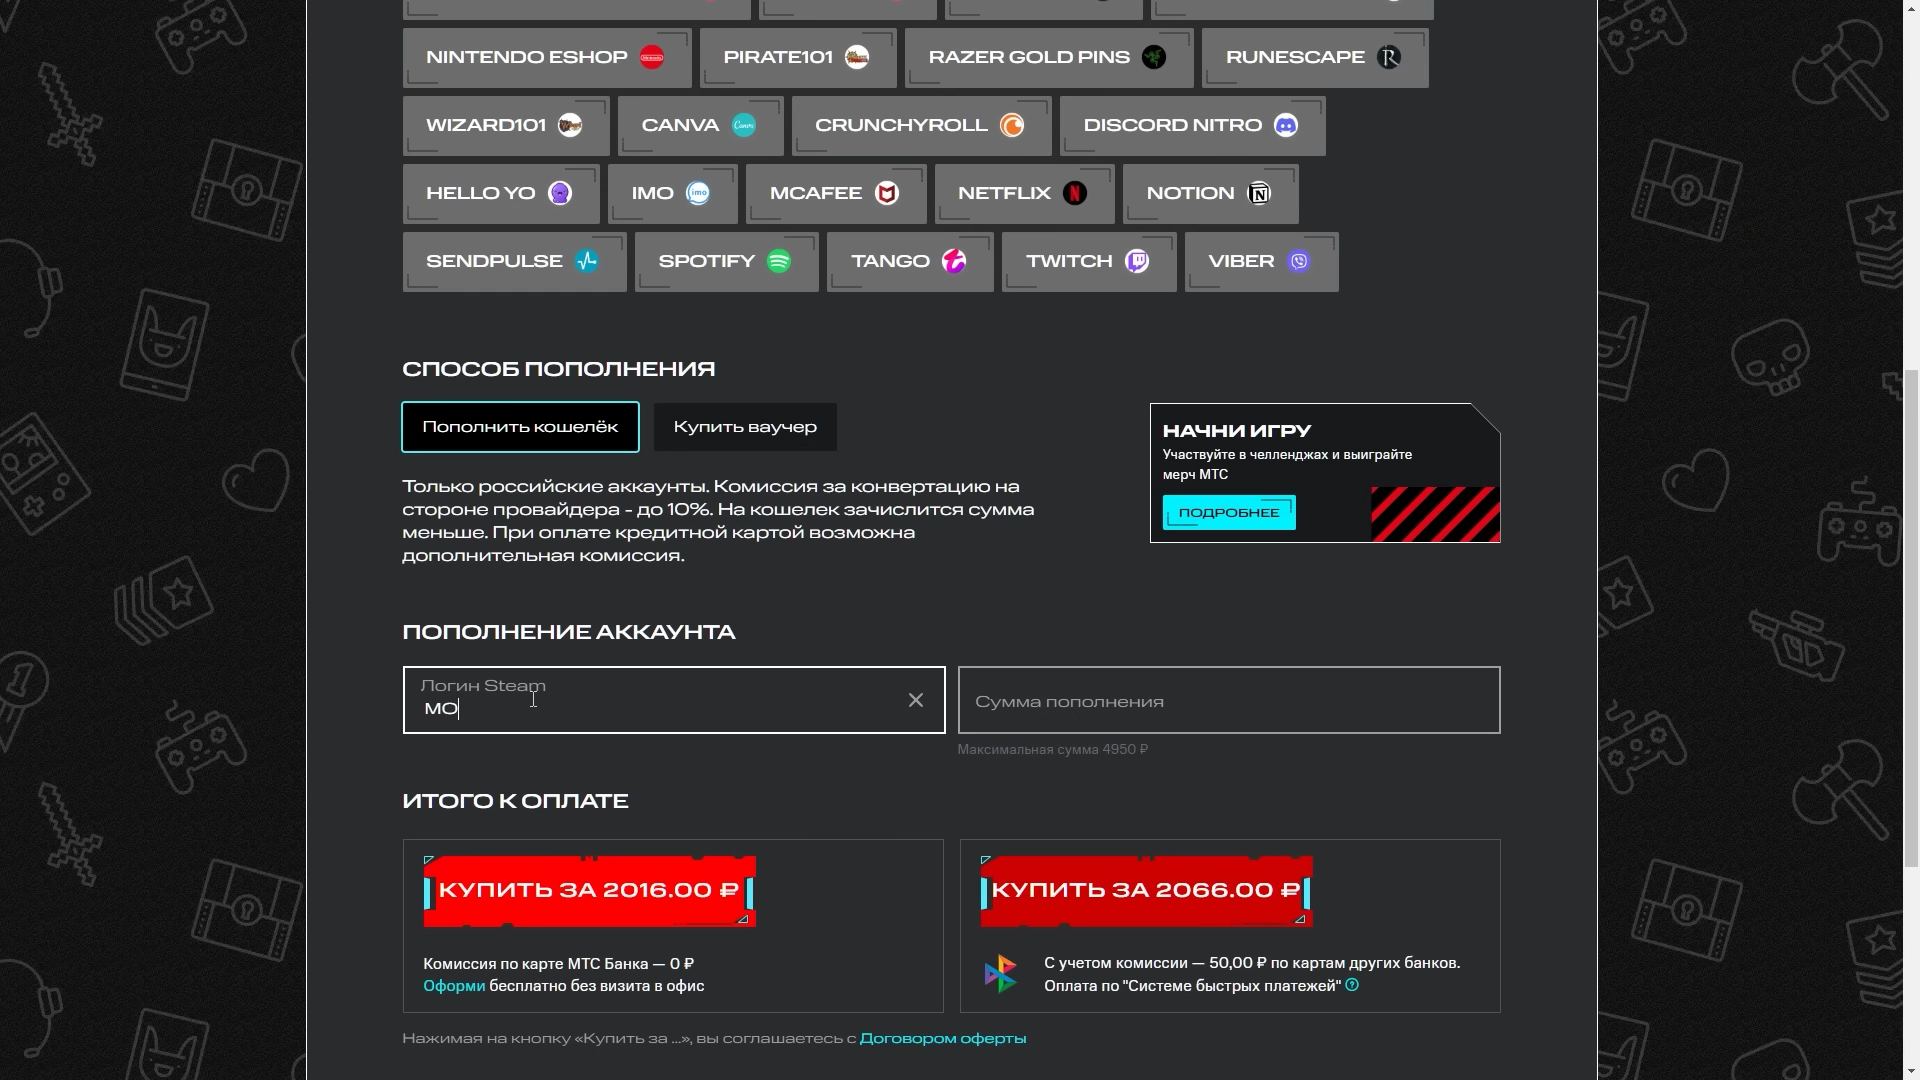 NINTENDO ESHOP PIRATE101 RAZER GOLD PINS RUNESCAPE
WIZARD101 CANVA CRUNCHYROLL DISCORD NITRO
HELLO YO IMO imo MCAFEE NETFLIX NOTION
SENDPULSE SPOTIFY TANGO TWITCH VIBER
СПОСОБ ПОПОЛНЕНИЯ
Пополнить кошелёк Купить ваучер
Только российские аккаунты. Комиссия за конвертацию на
стороне провайдера - до 10%. На кошелек зачислится сумма
меньше. При оплате кредитной картой возможна
дополнительная комиссия.
НАЧНИ ИГРУ
Участвуйте в челленджах и выиграйте
мерч МТС
ПОДРОБНЕЕ
ПОПОЛНЕНИЕ АККАУНТА
Логин Steam
МО
Сумма пополнения
Максимальная сумма 4950 ₽
ИТОГО К ОПЛАТЕ
КУПИТЬ ЗА 2016.00 ₽
Комиссия по карте МТС Банка — 0 ₽
Оформи бесплатно без визита в офис
КУПИТЬ ЗА 2066.00 ₽
С учетом комиссии — 50,00 ₽ по картам других банков.
Оплата по "Системе быстрых платежей" ?
Нажимая на кнопку «Купить за ...», вы соглашаетесь с Договором оферты